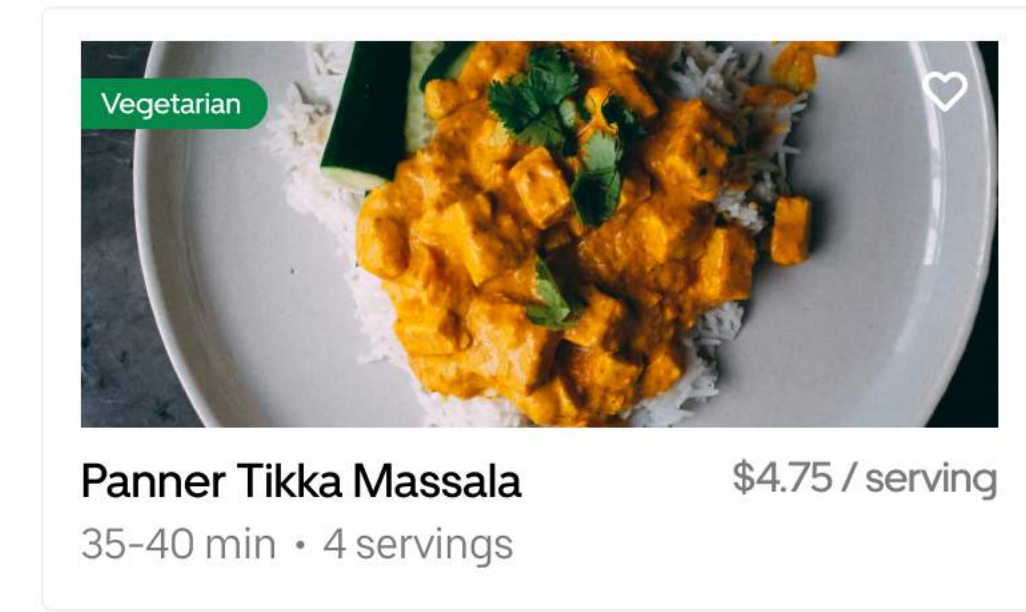 Vegetarian
Panner Tikka Massala
$4.75 / serving
35-40 min • 4 servings